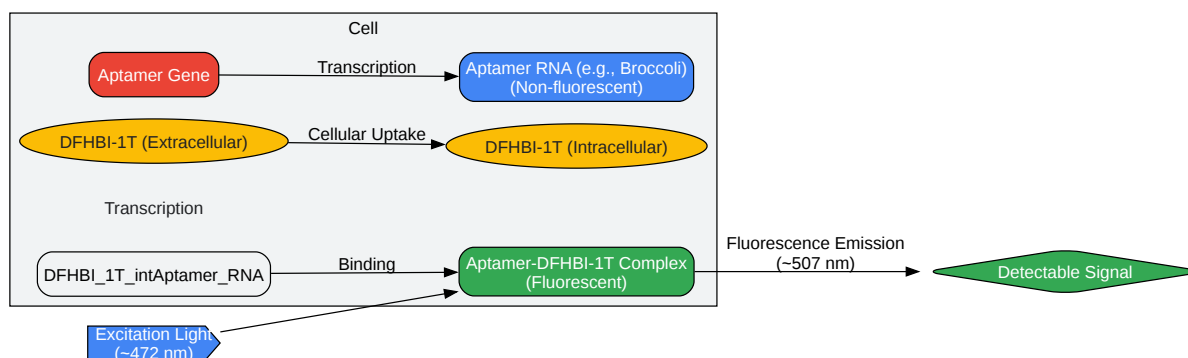 Cell
Aptamer Gene
Transcription
Aptamer RNA (e.g., Broccoli)
(Non-fluorescent)
DFHBI-1T (Extracellular)
Cellular Uptake
DFHBI-1T (Intracellular)
Transcription
DFHBI_1T_intAptamer_RNA
Binding
Aptamer-DFHBI-1T Complex
(Fluorescent)
Fluorescence Emission
(~507 nm)
Detectable Signal
Excitation Light
(~472 nm)